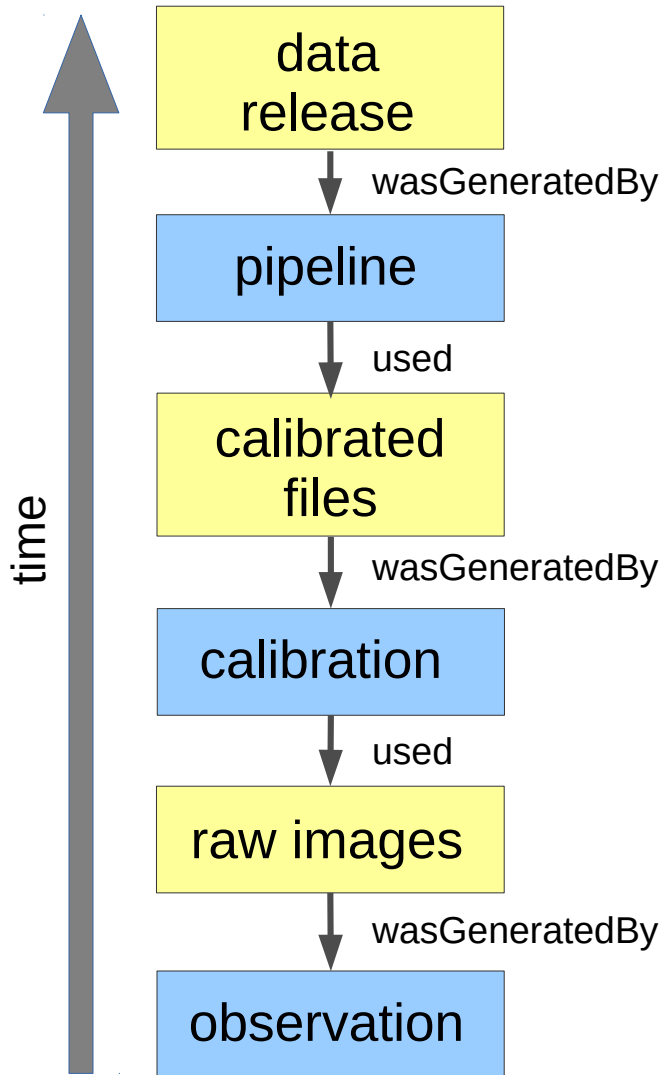 data
release
wasGeneratedBy
pipeline
used
calibrated
files
time
wasGeneratedBy
calibration
used
raw images
wasGeneratedBy
observation